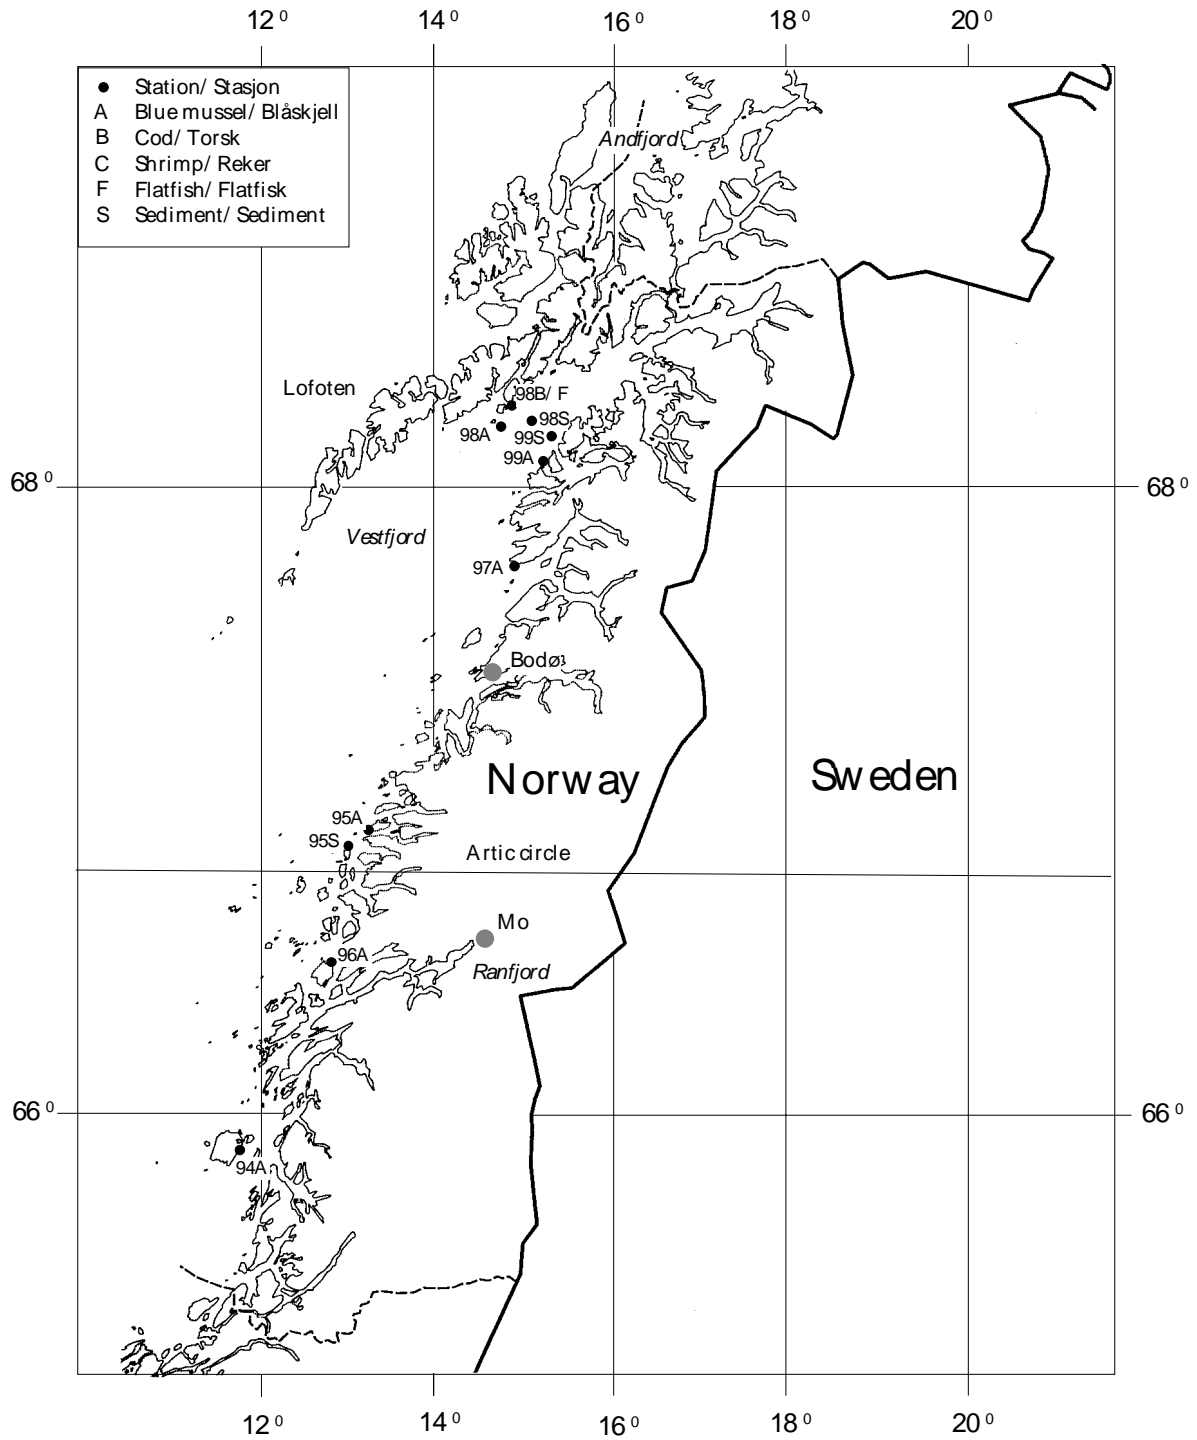 12⁰ 14⁰ 16⁰ 18⁰ 20⁰
● Station/ Stasjon
A Blue mussel/ Blåskjell
B Cod/ Torsk
C Shrimp/ Reker
F Flatfish/ Flatfisk
S Sediment/ Sediment
Andfjord
Lofoten
98B/ F
98S
98A
99S
99A
68⁰ 68⁰
Vestfjord
97A
Bodø
Norway
Sweden
95A
95S
Artic circle
Mo
96A
Ranfjord
66⁰ 66⁰
94A
12⁰ 14⁰ 16⁰ 18⁰ 20⁰